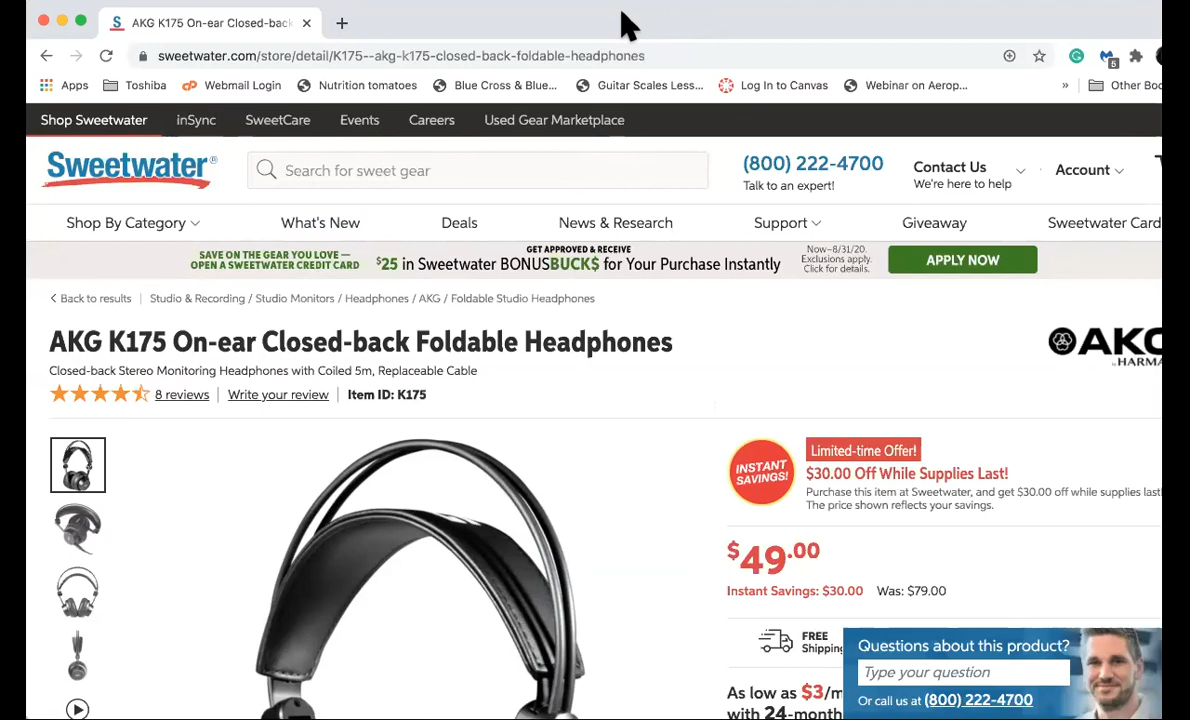 AKG K175 On-ear Closed-back
sweetwater.com/store/detail/K175--akg-k175-closed-back-foldable-headphones
Apps Toshiba Webmail Login Nutrition tomatoes Blue Cross & Blue... Guitar Scales Less... Log In to Canvas Webinar on Aerop... » Other Boo
5
Shop Sweetwater inSync SweetCare Events Careers Used Gear Marketplace
Sweetwater®
Search for sweet gear
(800) 222-4700
Talk to an expert!
Contact Us
We're here to help
Account
Shop By Category What's New Deals News & Research Support Giveaway Sweetwater Card
SAVE ON THE GEAR YOU LOVE —
OPEN A SWEETWATER CREDIT CARD
GET APPROVED & RECEIVE
$25 in Sweetwater BONUSBUCK$ for Your Purchase Instantly
Now–8/31/20.
Exclusions apply.
Click for details.
APPLY NOW
Back to results | Studio & Recording / Studio Monitors / Headphones / AKG / Foldable Studio Headphones
AKG K175 On-ear Closed-back Foldable Headphones
Closed-back Stereo Monitoring Headphones with Coiled 5m, Replaceable Cable
8 reviews | Write your review | Item ID: K175
AKG
by HARMA
INSTANT
SAVINGS!
Limited-time Offer!
$30.00 Off While Supplies Last!
Purchase this item at Sweetwater, and get $30.00 off while supplies last
The price shown reflects your savings.
$49.00
Instant Savings: $30.00 Was: $79.00
FREE
Shipping
As low as $3/m
with 24-month
Questions about this product?
Type your question
Or call us at (800) 222-4700